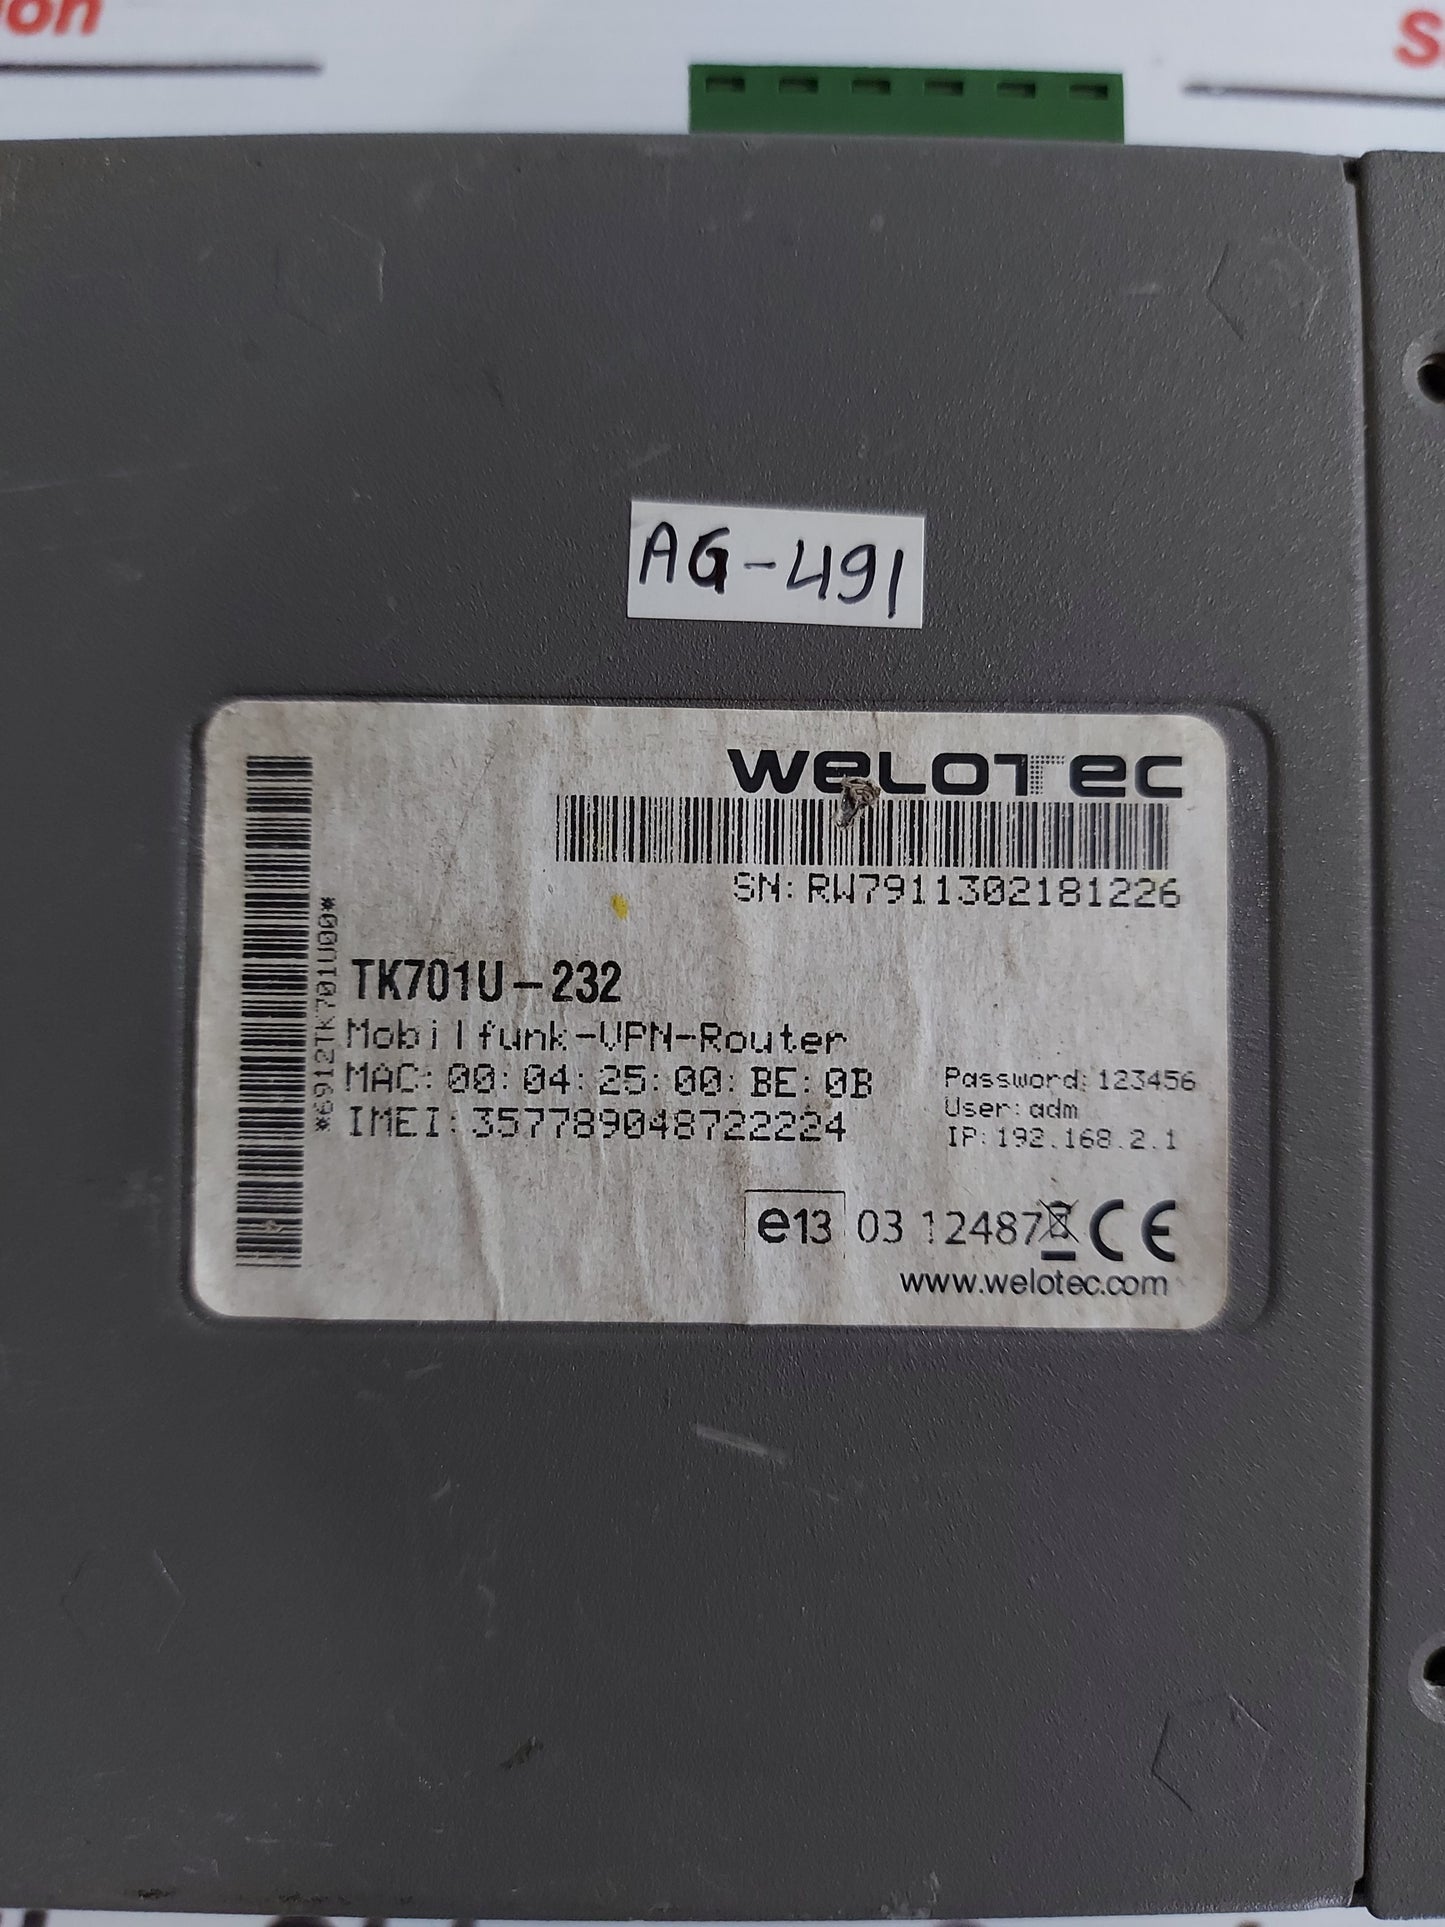 AG-491
weLOTec
SN:RW7911302181226
*6912TK701U00*
TK701U-232
Mobilfunk-VPN-Router
MAC:00:04:25:00:BE:0B
IMEI:357789048722224
Password:123456
User:adm
IP:192.168.2.1
e13 03 12487 CE
www.welotec.com